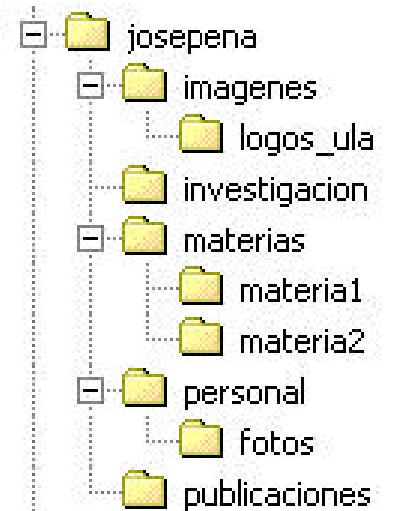 josepena
imagenes
logos_ula
investigacion
materias
materia1
materia2
personal
fotos
publicaciones